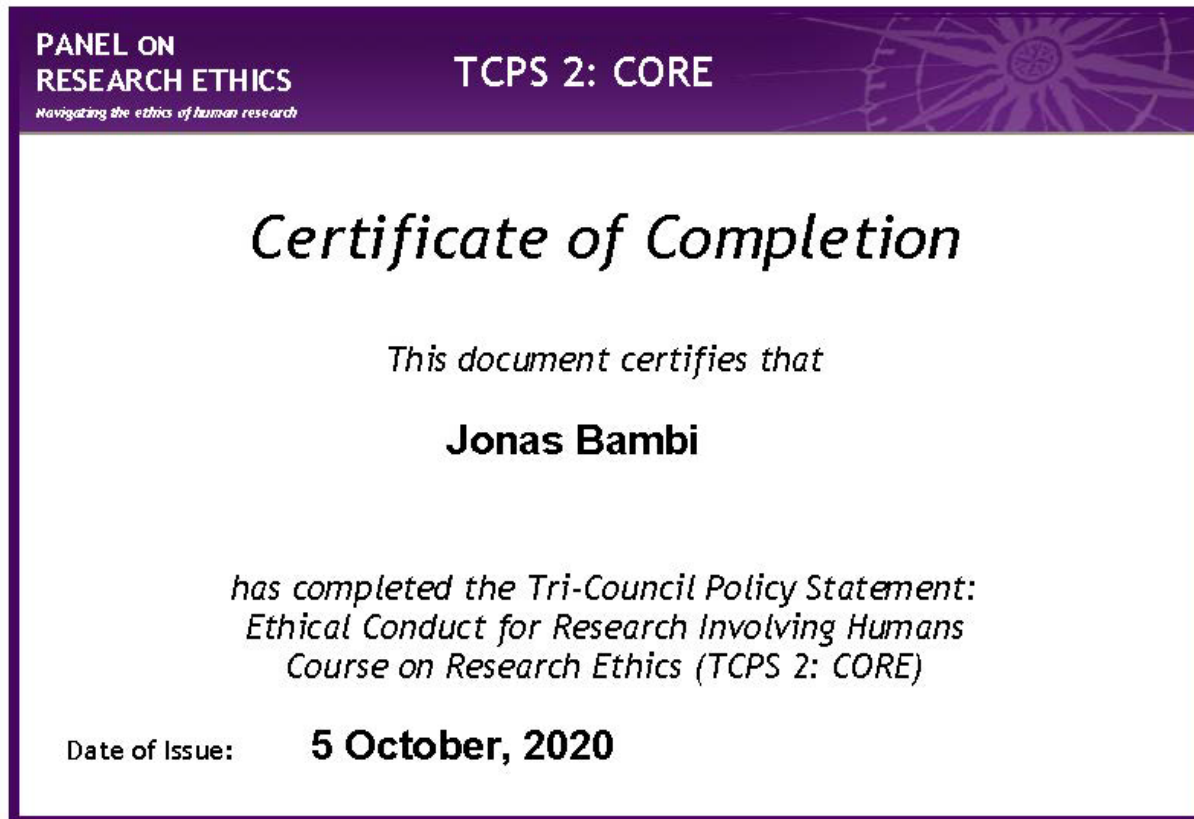 PANEL ON
RESEARCH ETHICS
Navigating the ethics of human research
TCPS 2: CORE
Certificate of Completion
This document certifies that
Jonas Bambi
has completed the Tri-Council Policy Statement:
Ethical Conduct for Research Involving Humans
Course on Research Ethics (TCPS 2: CORE)
Date of Issue: 5 October, 2020